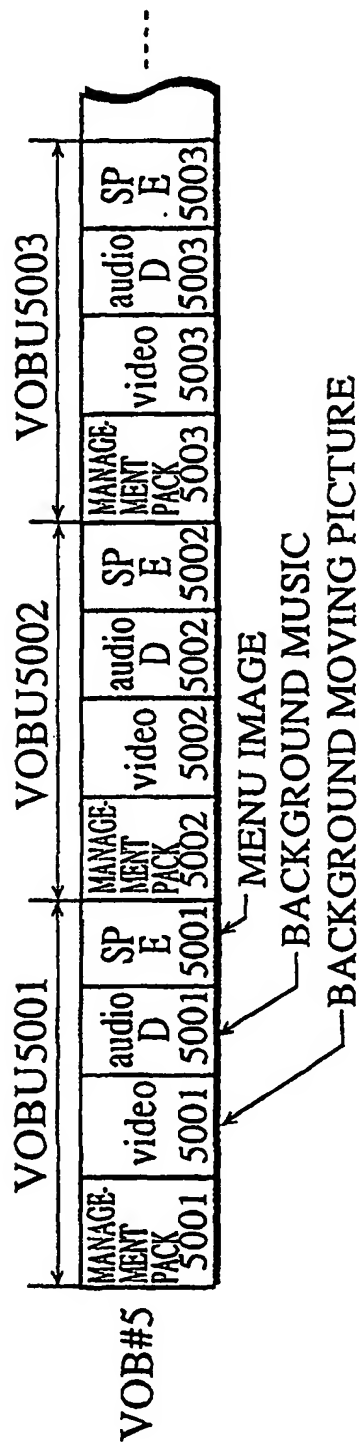 VOBU5001
VOBU5002
VOBU5003
VOB#5
MANAGE-
MENT
PACK
5001
video
5001
audio
D
5001
SP
E
5001
MANAGE-
MENT
PACK
5002
video
5002
audio
D
5002
SP
E
5002
MANAGE-
MENT
PACK
5003
video
5003
audio
D
5003
SP
E
5003
MENU IMAGE
BACKGROUND MUSIC
BACKGROUND MOVING PICTURE